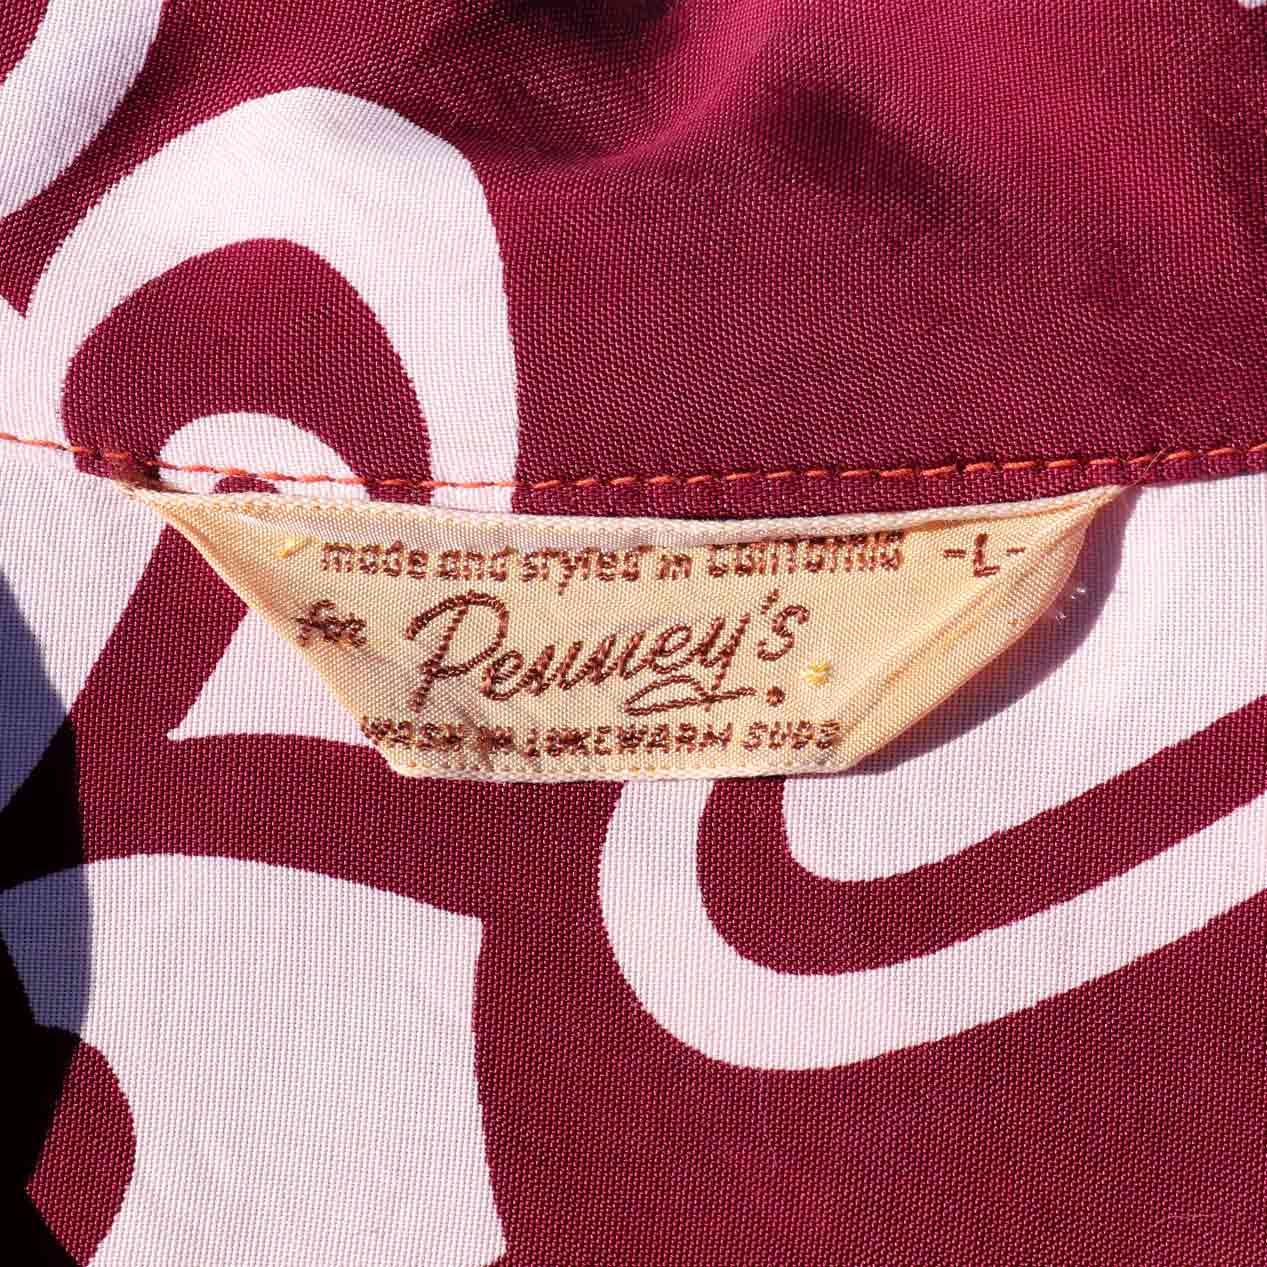 made and styled in California -L-
for Penney's
WASH IN LUKEWARM SUDS